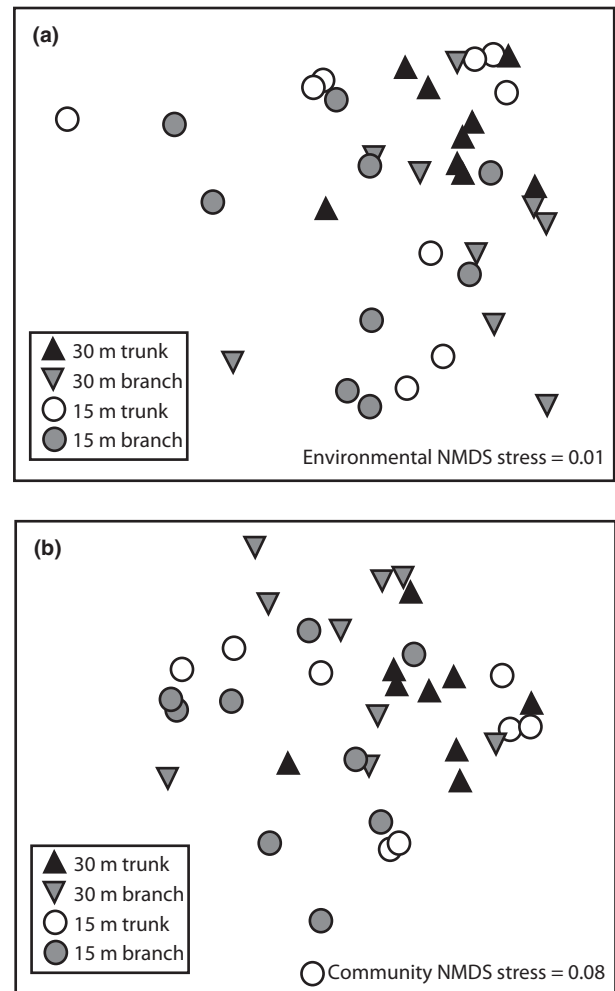 (a)
30 m trunk
30 m branch
15 m trunk
15 m branch
Environmental NMDS stress = 0.01
(b)
30 m trunk
30 m branch
15 m trunk
15 m branch
Community NMDS stress = 0.08